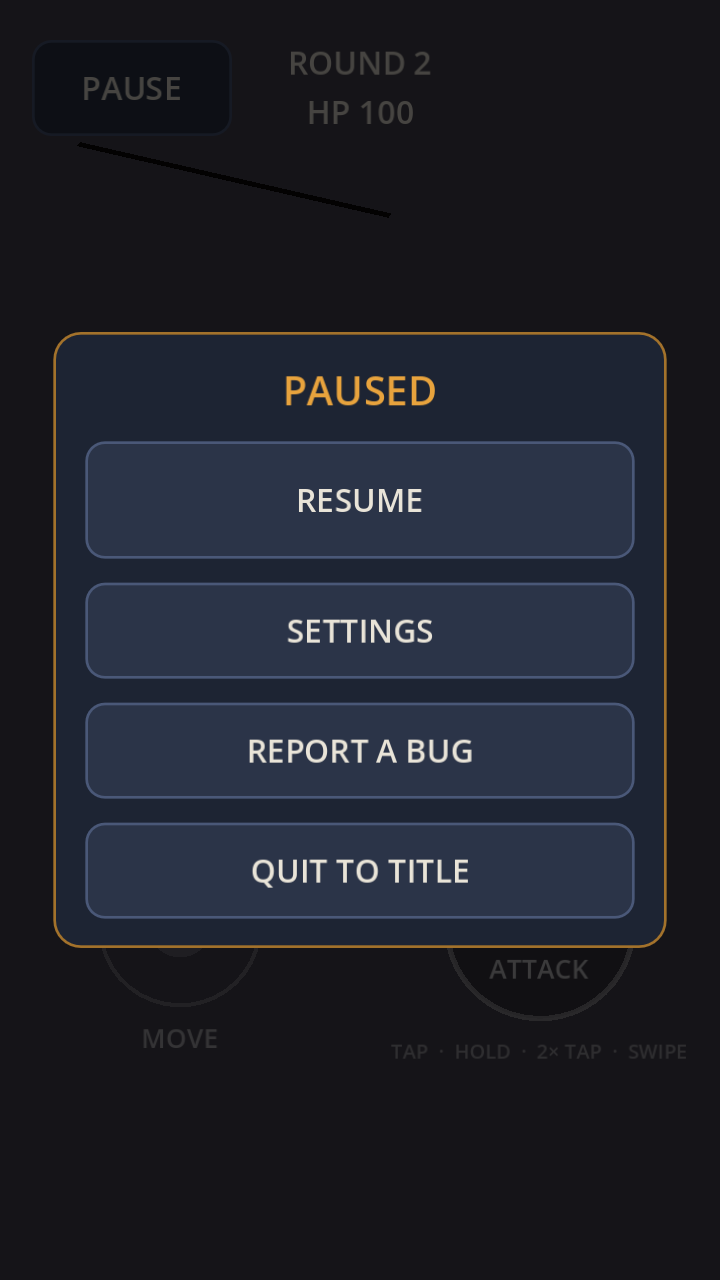 PAUSE
ROUND 2
HP 100
PAUSED
RESUME
SETTINGS
REPORT A BUG
QUIT TO TITLE
ATTACK
MOVE
TAP · HOLD · 2× TAP · SWIPE